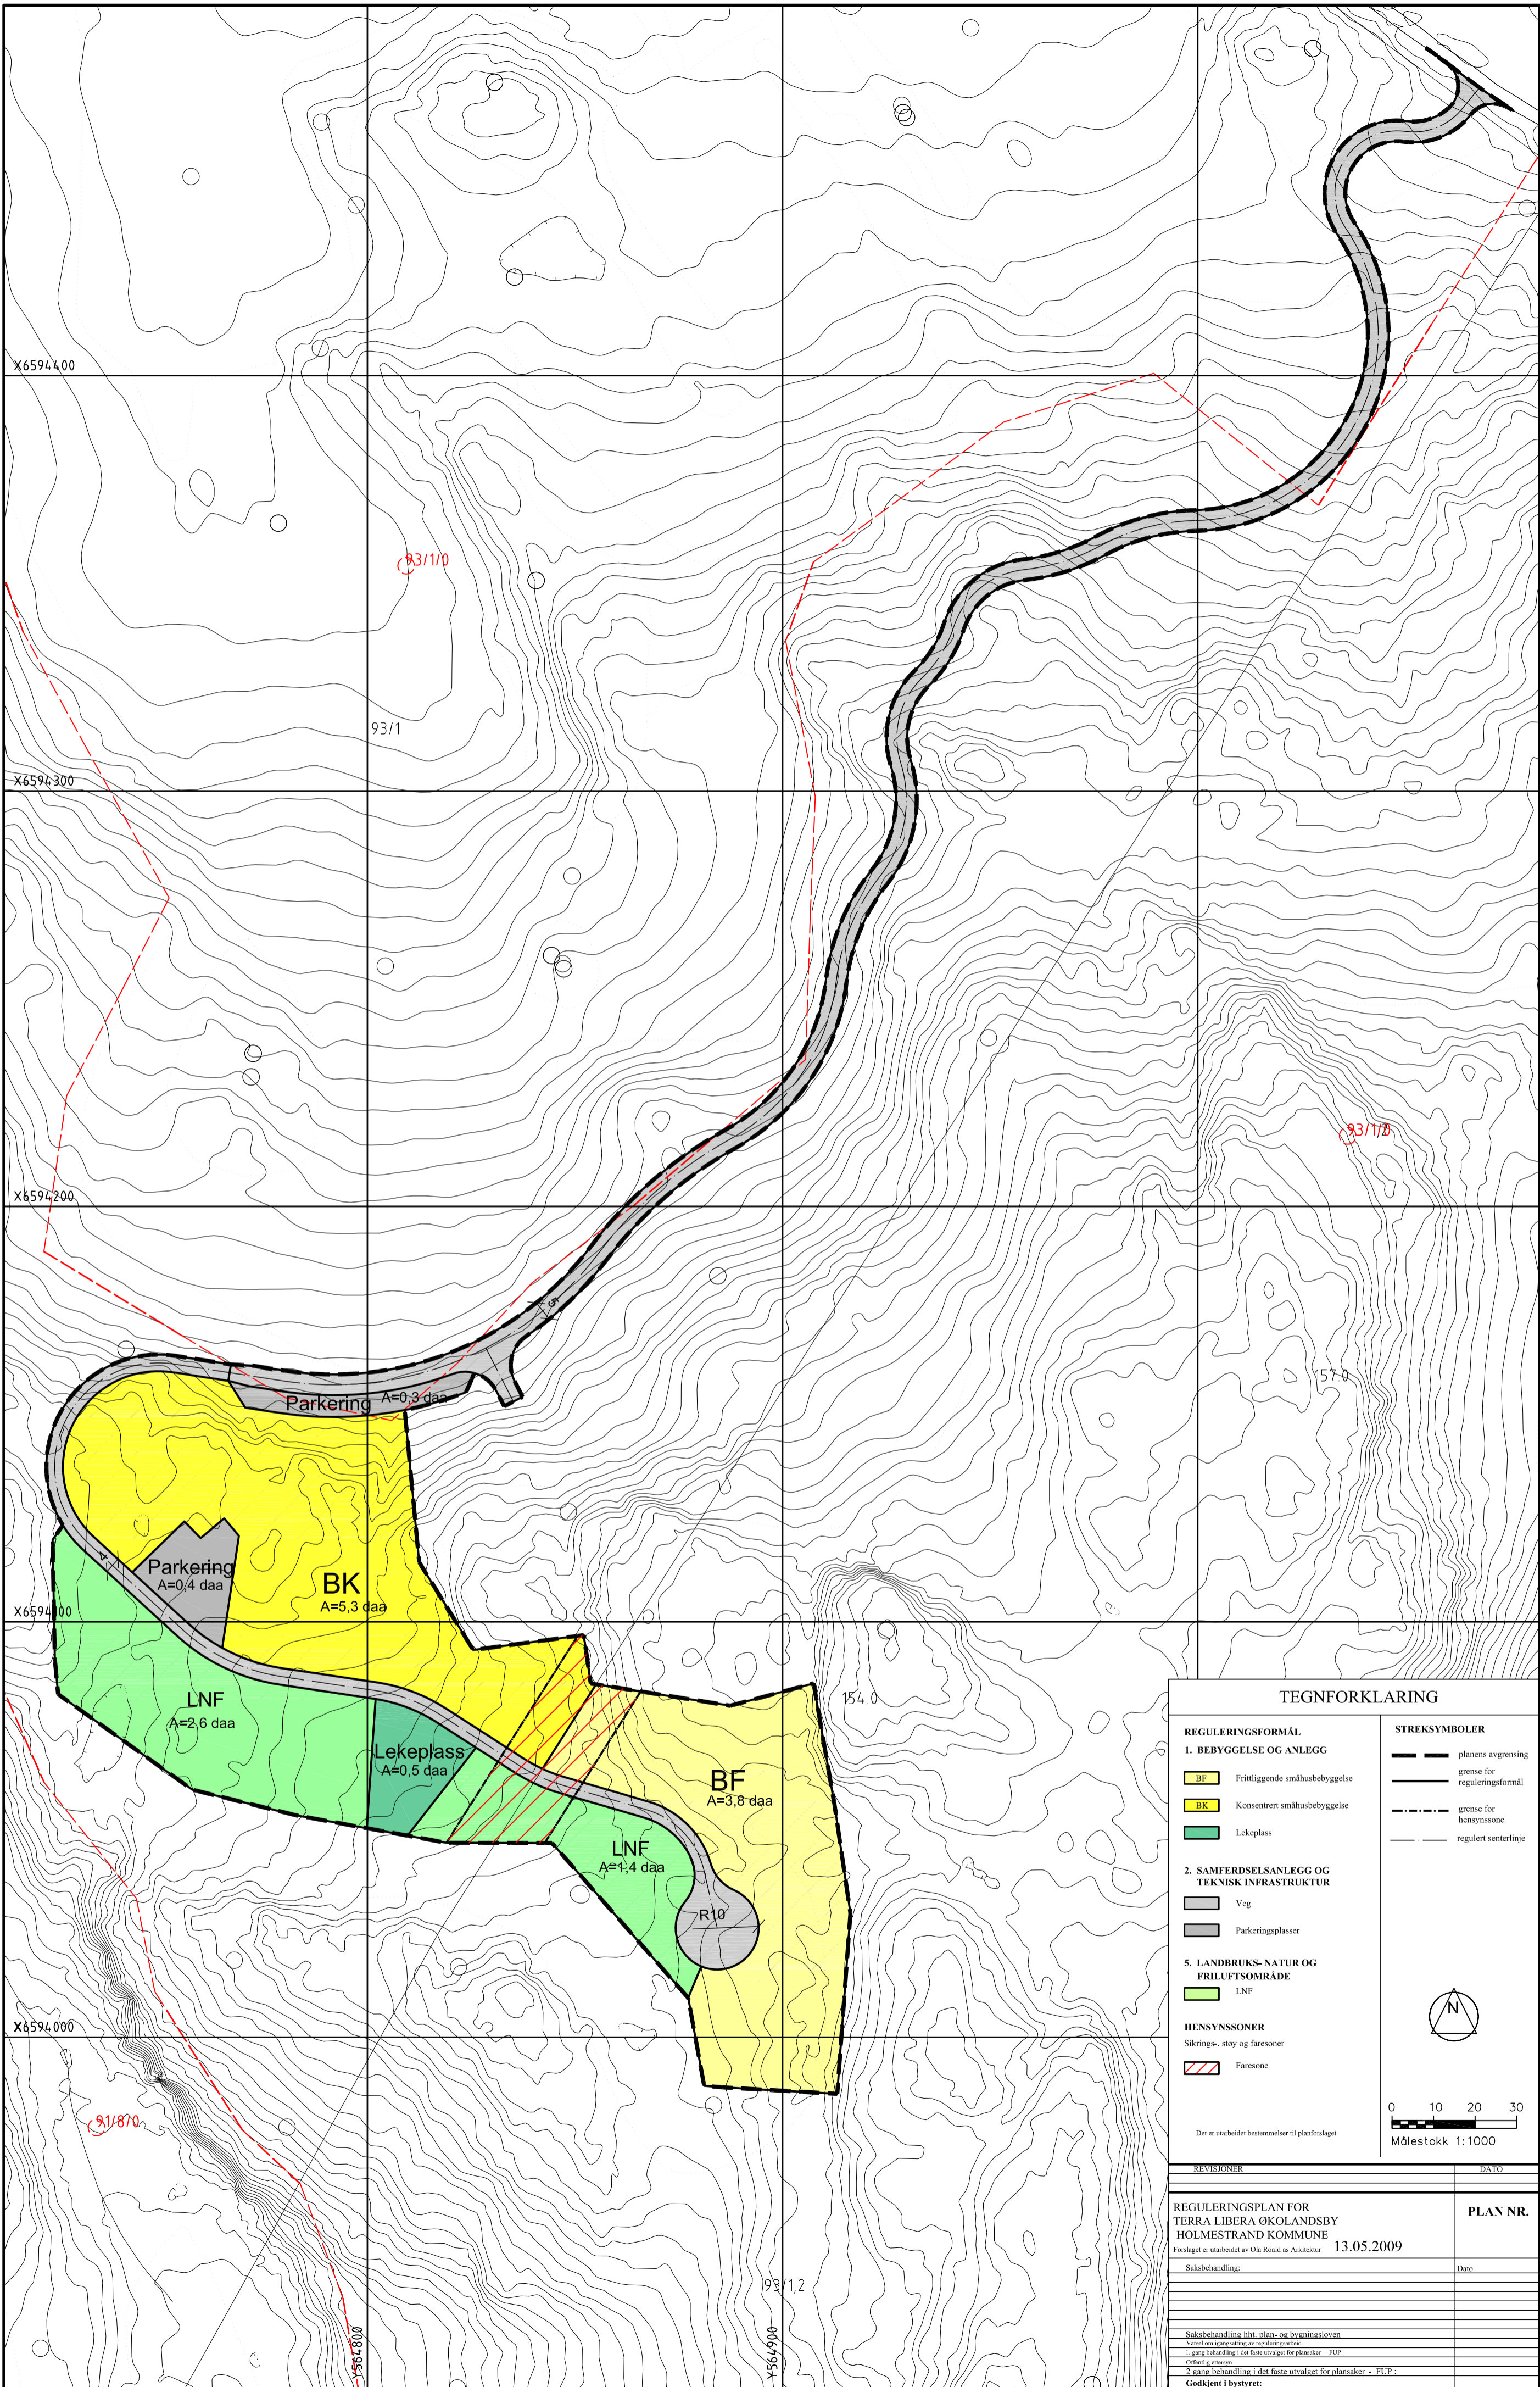 X6594400
93/1/0
93/1
X6594300
93/1/2
X6594200
5
157.0
Parkering A=0,3 daa
4
Parkering
A=0,4 daa
BK
A=5,3 daa
X6594100
LNF
A=2,6 daa
154.0
Lekeplass
A=0,5 daa
BF
A=3,8 daa
LNF
A=1,4 daa
R10
X6594000
91/8/0
93/1,2
Y564800
Y564900
TEGNFORKLARING
REGULERINGSFORMÅL
1. BEBYGGELSE OG ANLEGG
BF Frittliggende småhusbebyggelse
BK Konsentrert småhusbebyggelse
Lekeplass
2. SAMFERDSELSANLEGG OG
TEKNISK INFRASTRUKTUR
Veg
Parkeringsplasser
5. LANDBRUKS- NATUR OG
FRILUFTSOMRÅDE
LNF
HENSYNSSONER
Sikrings-, støy og faresoner
Faresone
Det er utarbeidet bestemmelser til planforslaget
STREKSYMBOLER
planens avgrensing
grense for
reguleringsformål
grense for
hensynssone
regulert senterlinje
N
0 10 20 30
Målestokk 1:1000
REVISJONER DATO
REGULERINGSPLAN FOR
TERRA LIBERA ØKOLANDSBY
HOLMESTRAND KOMMUNE
Forslaget er utarbeidet av Ola Roald as Arkitektur 13.05.2009
PLAN NR.
Saksbehandling: Dato
Saksbehandling hht. plan- og bygningsloven
Varsel om igangsetting av reguleringsarbeid
1. gang behandling i det faste utvalget for plansaker - FUP
Offentlig ettersyn
2 gang behandling i det faste utvalget for plansaker - FUP :
Godkjent i bystyret: